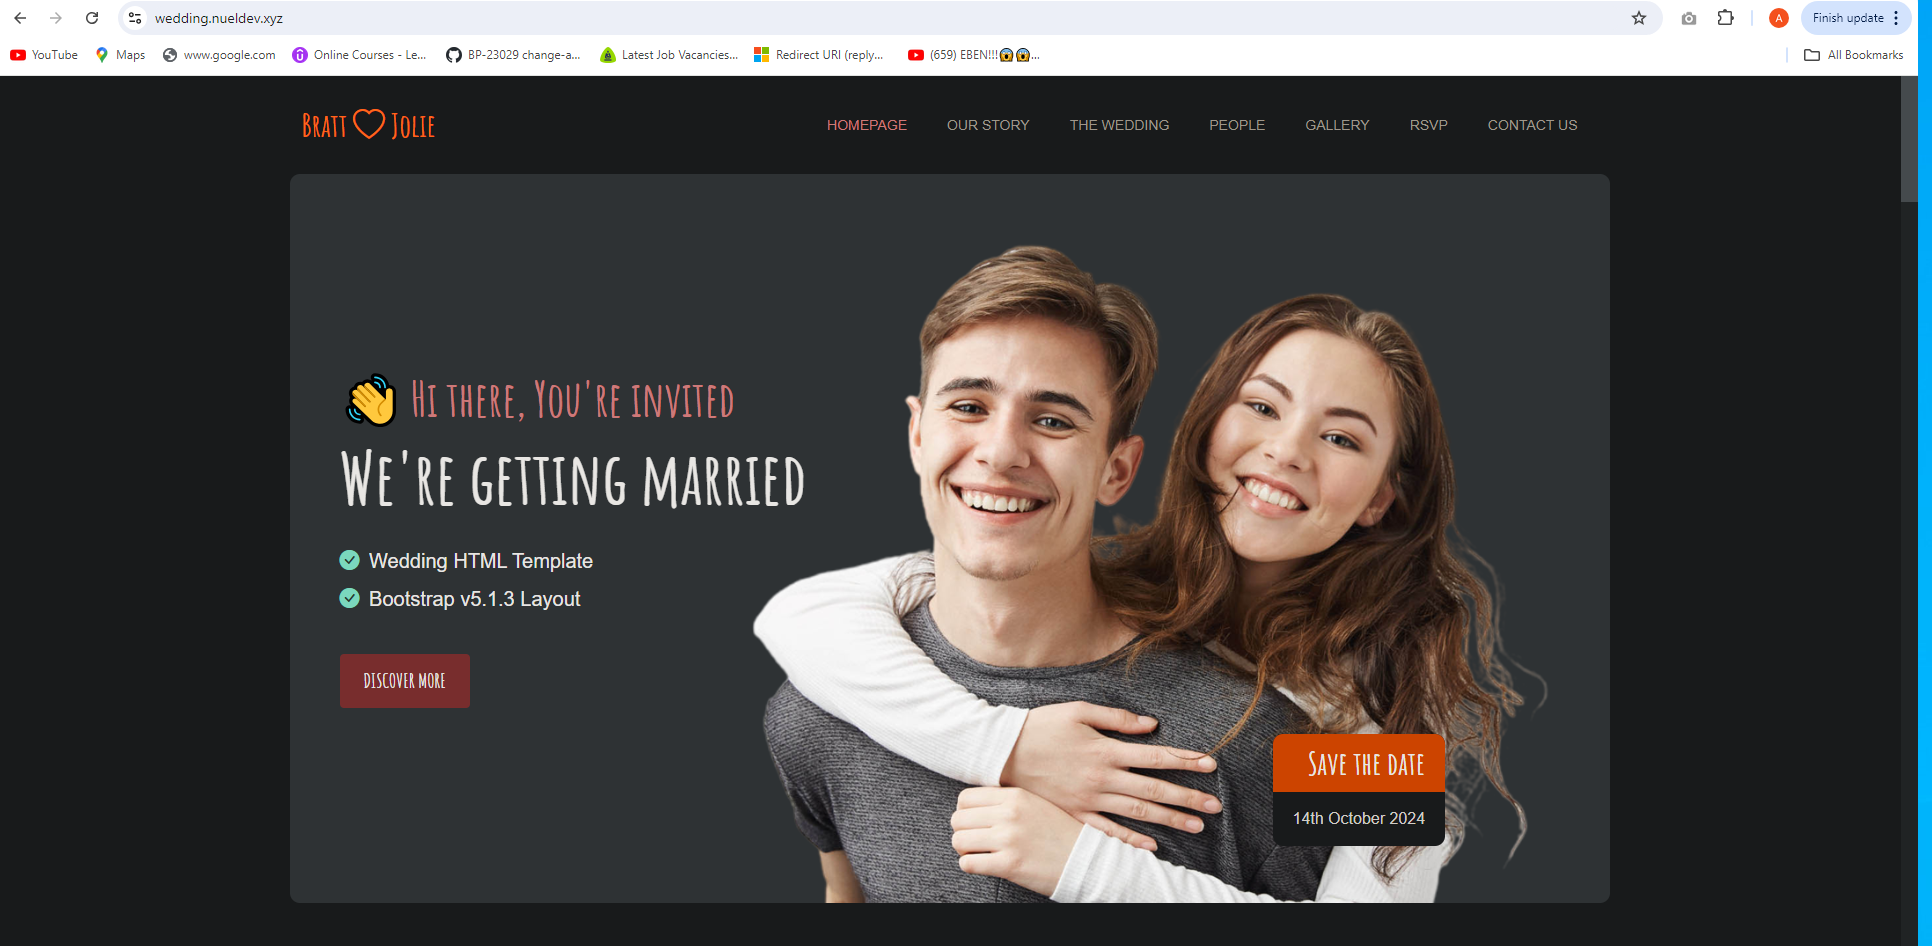 wedding.nueldev.xyz
A
Finish update
YouTube
Maps
www.google.com
Online Courses - Le...
BP-23029 change-a...
Latest Job Vacancies...
Redirect URI (reply...
(659) EBEN!!!😱😱...
All Bookmarks
Bratt Jolie
HOMEPAGE
OUR STORY
THE WEDDING
PEOPLE
GALLERY
RSVP
CONTACT US
Hi there, You're invited
We're getting married
Wedding HTML Template
Bootstrap v5.1.3 Layout
DISCOVER MORE
Save the date
14th October 2024